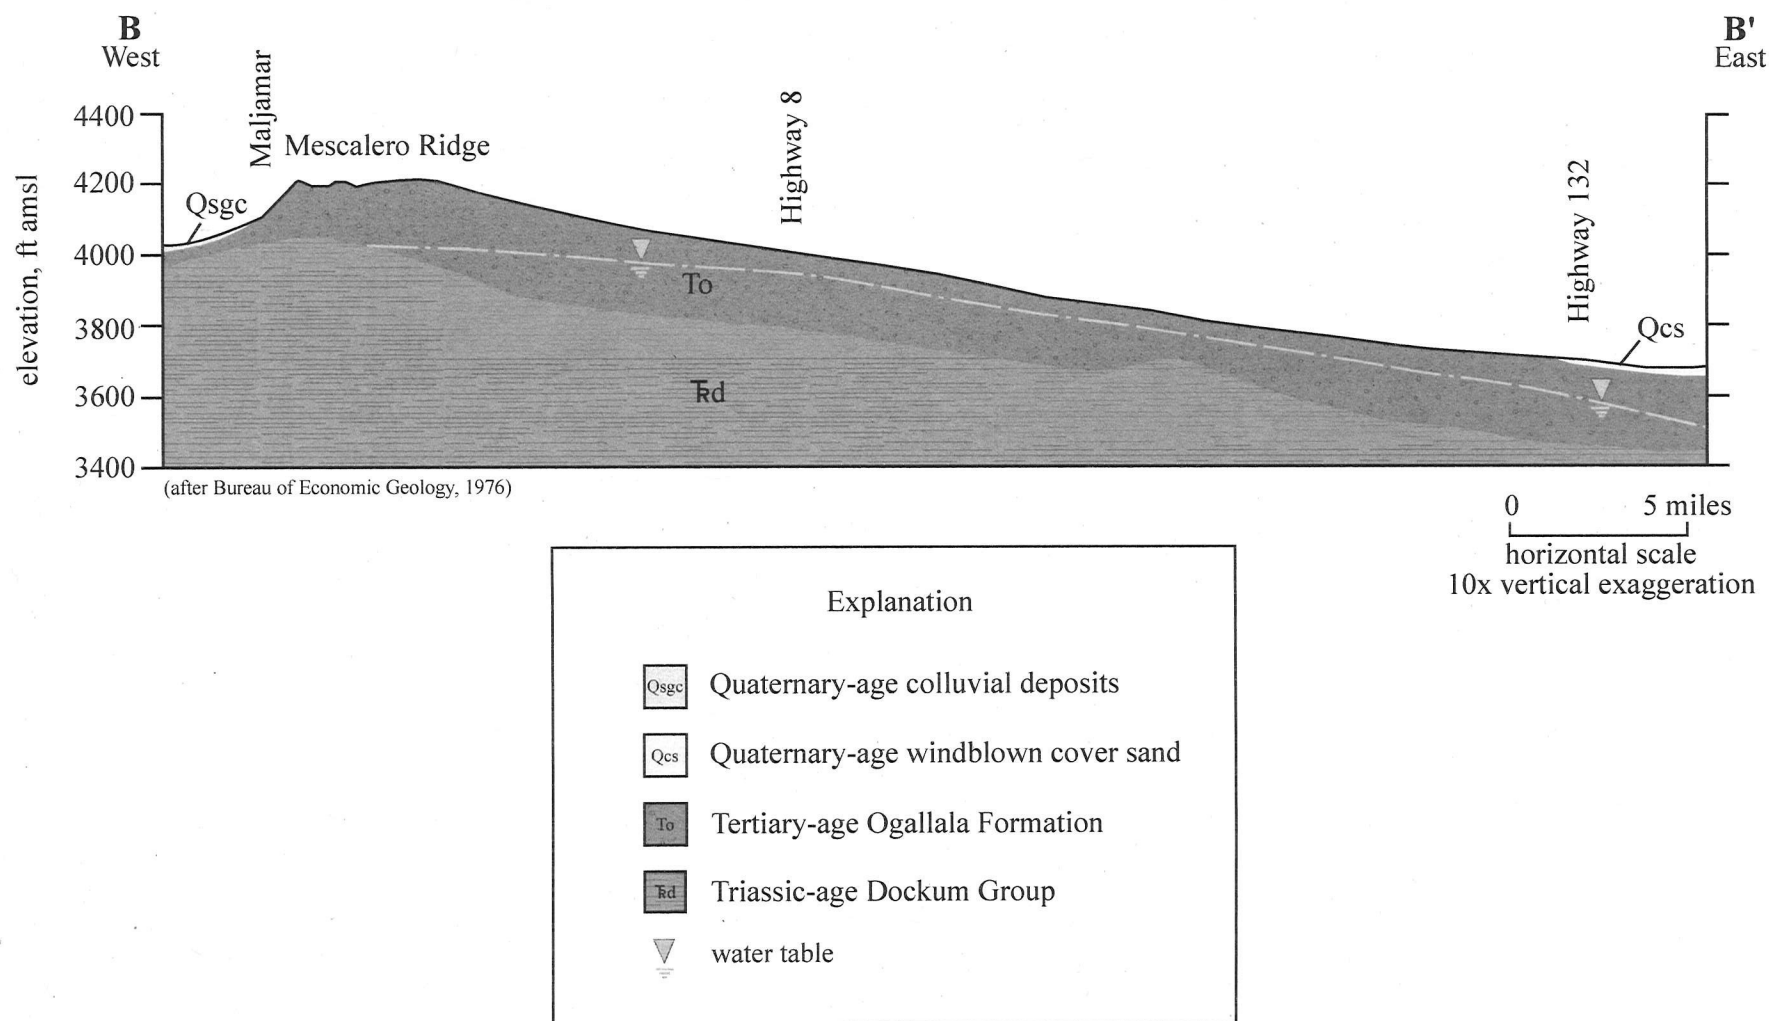 B
West
B'
East
Maljamar
Mescalero Ridge
Highway 8
Highway 132
elevation, ft amsl
4400
4200
4000
3800
3600
3400
Qsgc
To
Qcs
TRd
(after Bureau of Economic Geology, 1976)
0 5 miles
horizontal scale
10x vertical exaggeration
Explanation
Qsgc Quaternary-age colluvial deposits
Qcs Quaternary-age windblown cover sand
To Tertiary-age Ogallala Formation
TRd Triassic-age Dockum Group
water table